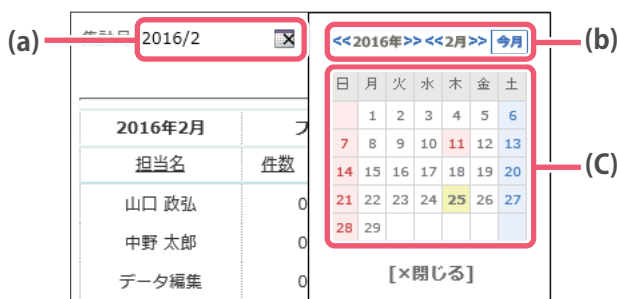 (a)
2016/2
2016年2月
担当名
件数
山口 政弘
0
中野 太郎
0
データ編集
0
<<2016年>><<2月>> 今月
(b)
日 月 火 水 木 金 土
1 2 3 4 5 6
7 8 9 10 11 12 13
14 15 16 17 18 19 20
21 22 23 24 25 26 27
28 29
(C)
[×閉じる]